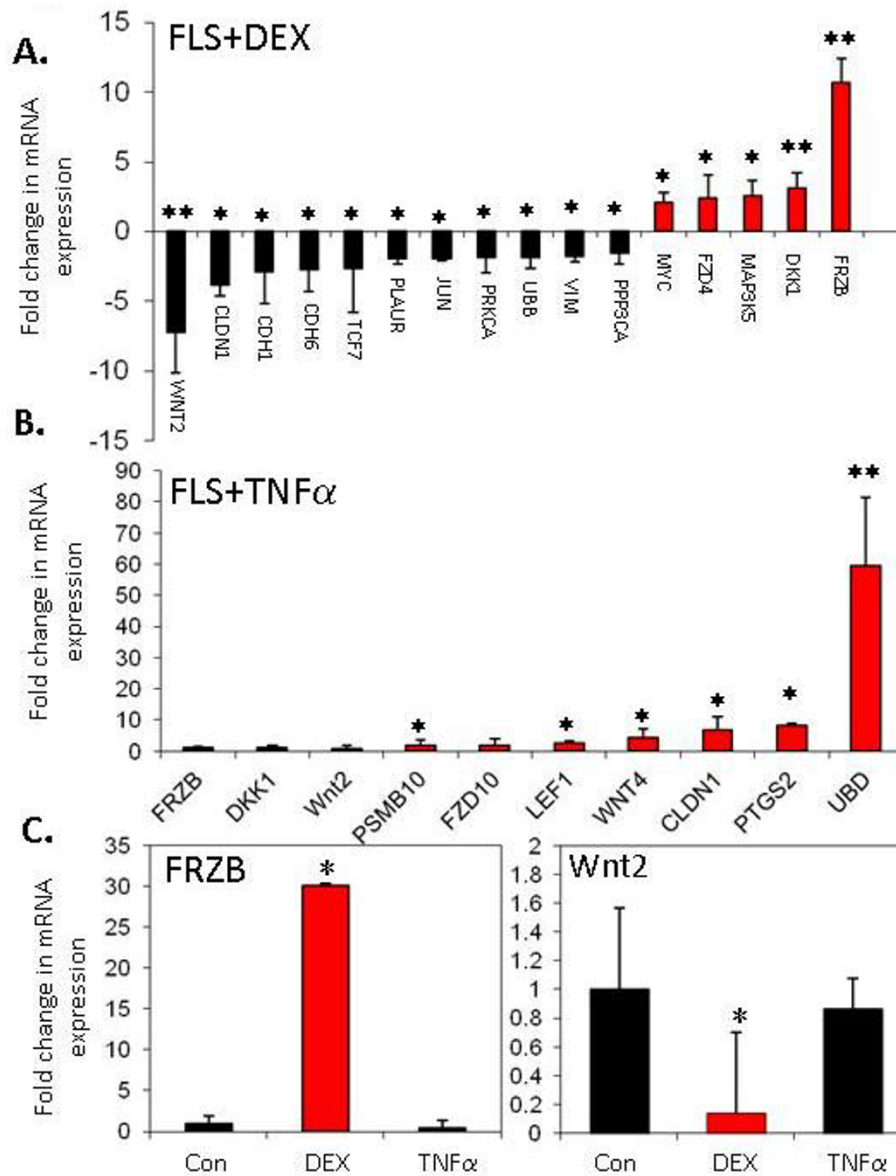 A.
FLS+DEX
Fold change in mRNA
expression
15
10
5
0
-5
-10
-15
** * * * * * * * * * * * * * ** **
WNT2 CLDN1 CDH1 CDH6 TCF7 PLAUR JUN PRKCA UBB VIM PPP3CA MYC FZD4 MAP3K5 DKK1 FRZB
B.
FLS+TNFα
Fold change in mRNA
expression
90
80
70
60
50
40
30
20
10
0
* * * * * **
FRZB DKK1 Wnt2 PSMB10 FZD10 LEF1 WNT4 CLDN1 PTGS2 UBD
C.
FRZB
Fold change in mRNA
expression
35
30
25
20
15
10
5
0
*
Con DEX TNFα
Wnt2
2
1.8
1.6
1.4
1.2
1
0.8
0.6
0.4
0.2
0
*
Con DEX TNFα